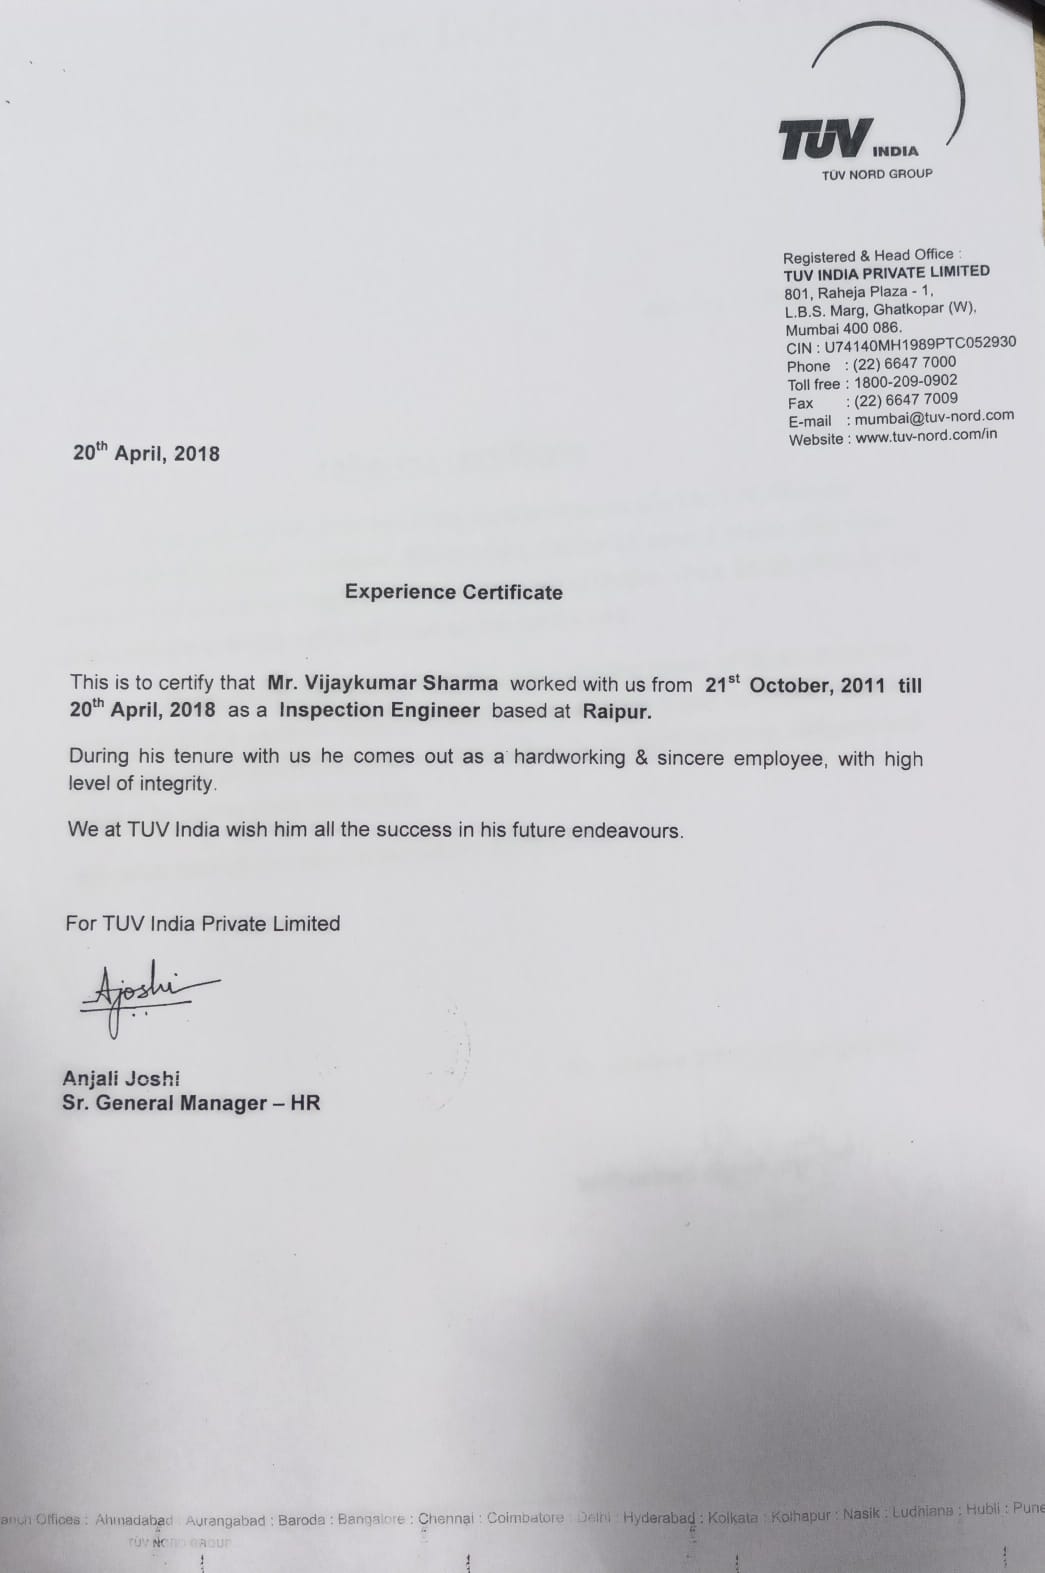 TÜV INDIA
TÜV NORD GROUP
Registered & Head Office :
TUV INDIA PRIVATE LIMITED
801, Raheja Plaza - 1,
L.B.S. Marg, Ghatkopar (W),
Mumbai 400 086.
CIN : U74140MH1989PTC052930
Phone : (22) 6647 7000
Toll free : 1800-209-0902
Fax : (22) 6647 7009
E-mail : mumbai@tuv-nord.com
Website : www.tuv-nord.com/in
20th April, 2018
Experience Certificate
This is to certify that Mr. Vijaykumar Sharma worked with us from 21st October, 2011 till
20th April, 2018 as a Inspection Engineer based at Raipur.
During his tenure with us he comes out as a hardworking & sincere employee, with high
level of integrity.
We at TUV India wish him all the success in his future endeavours.
For TUV India Private Limited
Ajoshi
Anjali Joshi
Sr. General Manager – HR
Offices : Ahmadabad : Aurangabad : Baroda : Bangalore : Chennai : Coimbatore : Delhi : Hyderabad : Kolkata : Kolhapur : Nasik : Ludhiana : Hubli : Pune
TÜV NORD GROUP